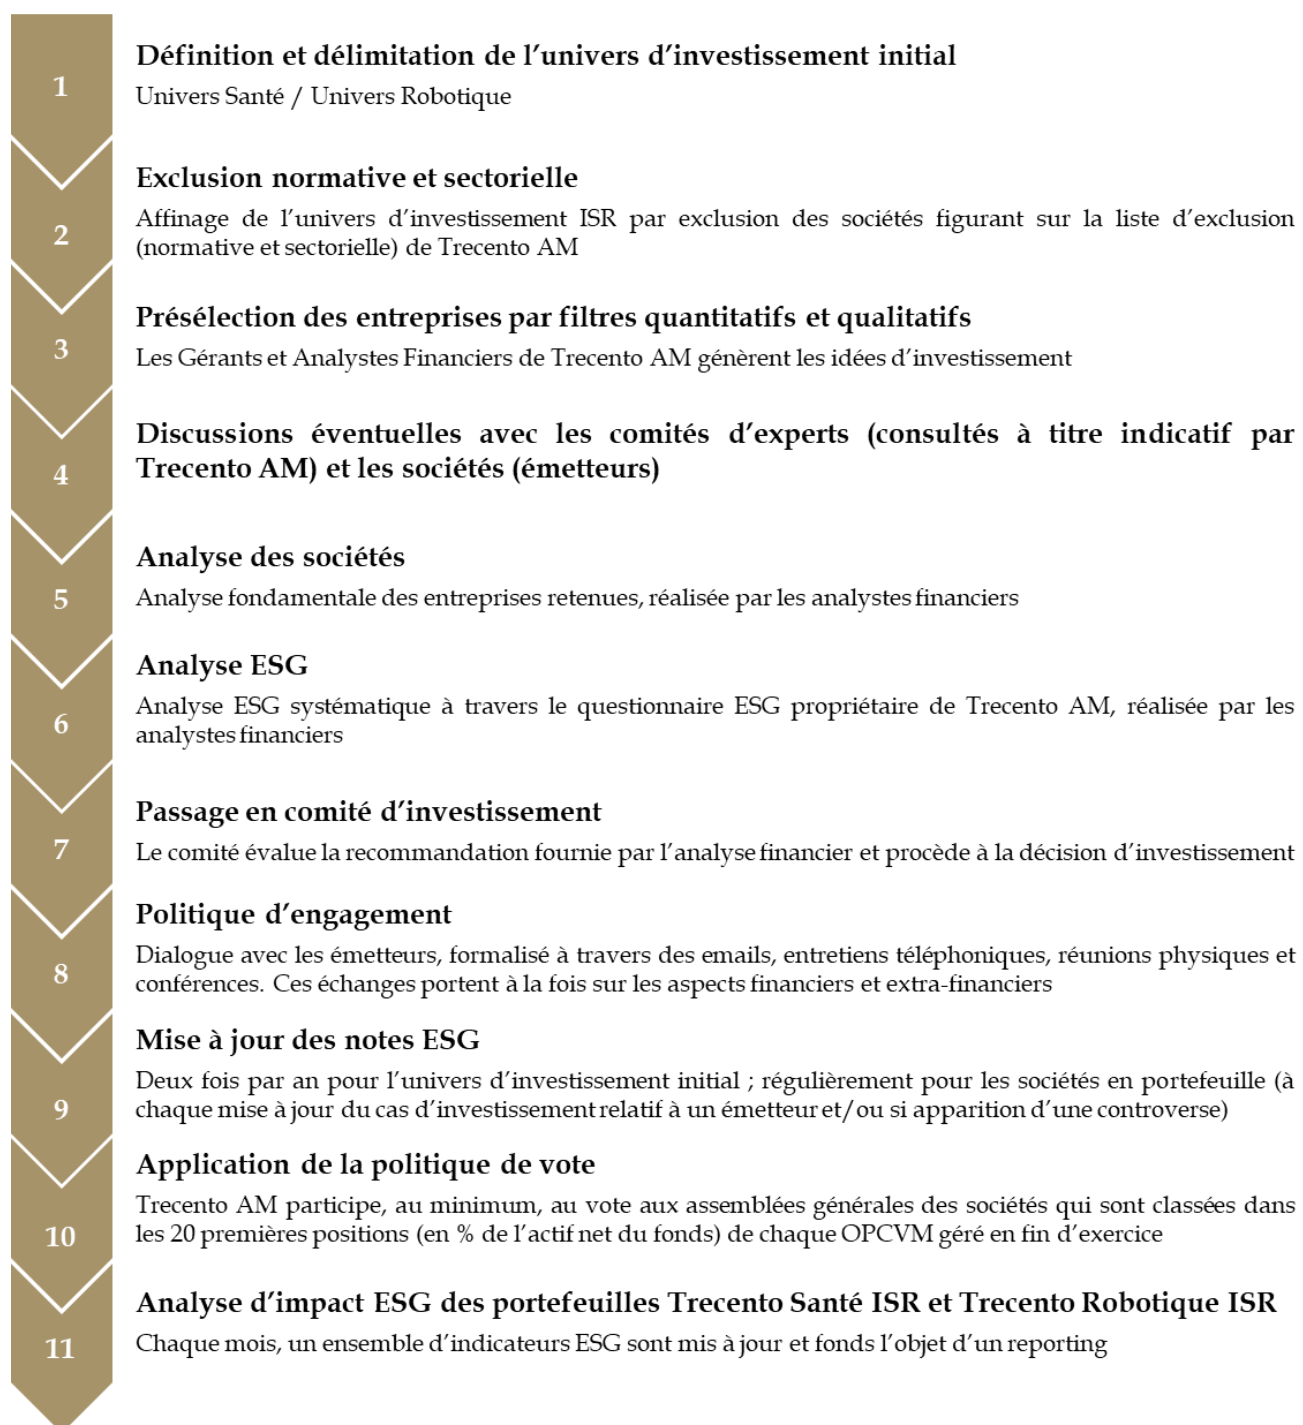 1
Définition et délimitation de l’univers d’investissement initial
Univers Santé / Univers Robotique
2
Exclusion normative et sectorielle
Affinage de l’univers d’investissement ISR par exclusion des sociétés figurant sur la liste d’exclusion
(normative et sectorielle) de Trecento AM
3
Présélection des entreprises par filtres quantitatifs et qualitatifs
Les Gérants et Analystes Financiers de Trecento AM génèrent les idées d’investissement
4
Discussions éventuelles avec les comités d’experts (consultés à titre indicatif par
Trecento AM) et les sociétés (émetteurs)
5
Analyse des sociétés
Analyse fondamentale des entreprises retenues, réalisée par les analystes financiers
6
Analyse ESG
Analyse ESG systématique à travers le questionnaire ESG propriétaire de Trecento AM, réalisée par les
analystes financiers
7
Passage en comité d’investissement
Le comité évalue la recommandation fournie par l’analyse financier et procède à la décision d’investissement
8
Politique d’engagement
Dialogue avec les émetteurs, formalisé à travers des emails, entretiens téléphoniques, réunions physiques et
conférences. Ces échanges portent à la fois sur les aspects financiers et extra-financiers
9
Mise à jour des notes ESG
Deux fois par an pour l’univers d’investissement initial ; régulièrement pour les sociétés en portefeuille (à
chaque mise à jour du cas d’investissement relatif à un émetteur et/ou si apparition d’une controverse)
10
Application de la politique de vote
Trecento AM participe, au minimum, au vote aux assemblées générales des sociétés qui sont classées dans
les 20 premières positions (en % de l’actif net du fonds) de chaque OPCVM géré en fin d’exercice
11
Analyse d’impact ESG des portefeuilles Trecento Santé ISR et Trecento Robotique ISR
Chaque mois, un ensemble d’indicateurs ESG sont mis à jour et fonds l’objet d’un reporting